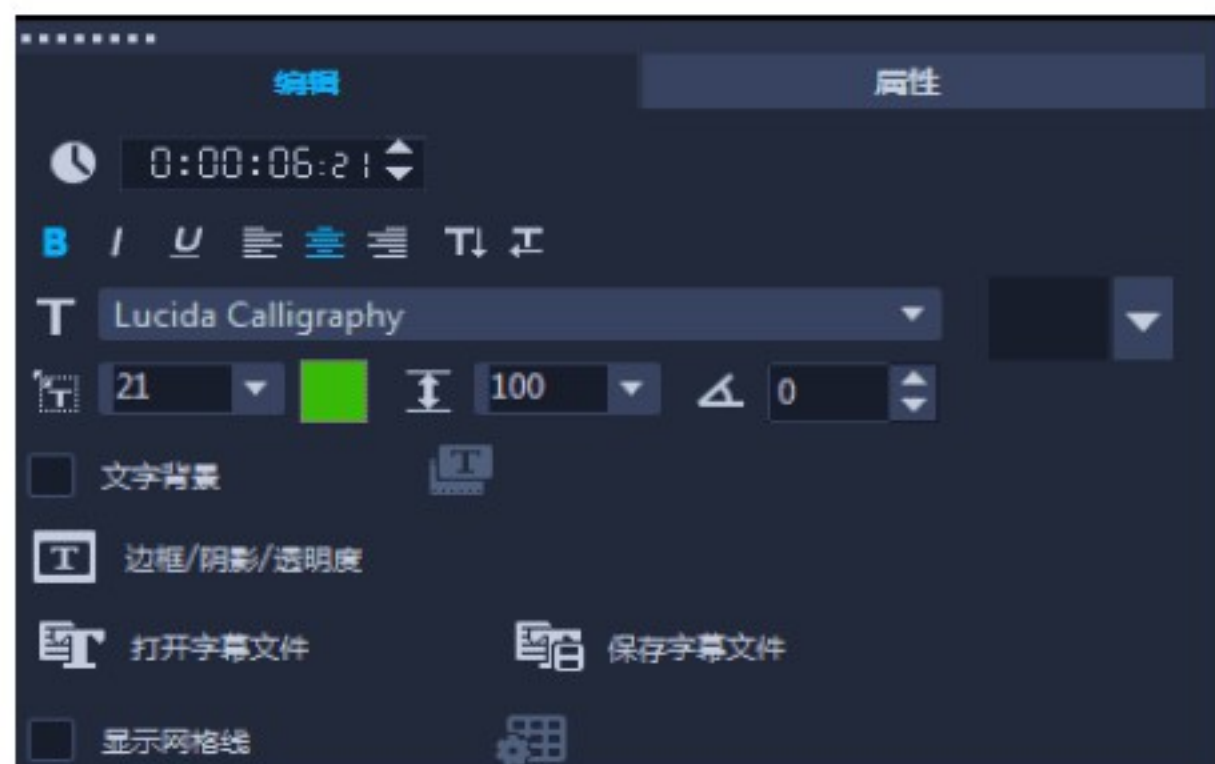 编辑 属性
0:00:06:21
B I U T T
T Lucida Calligraphy
T 21 100 0
文字背景 T
T 边框/阴影/透明度
T 打开字幕文件 保存字幕文件
显示网格线